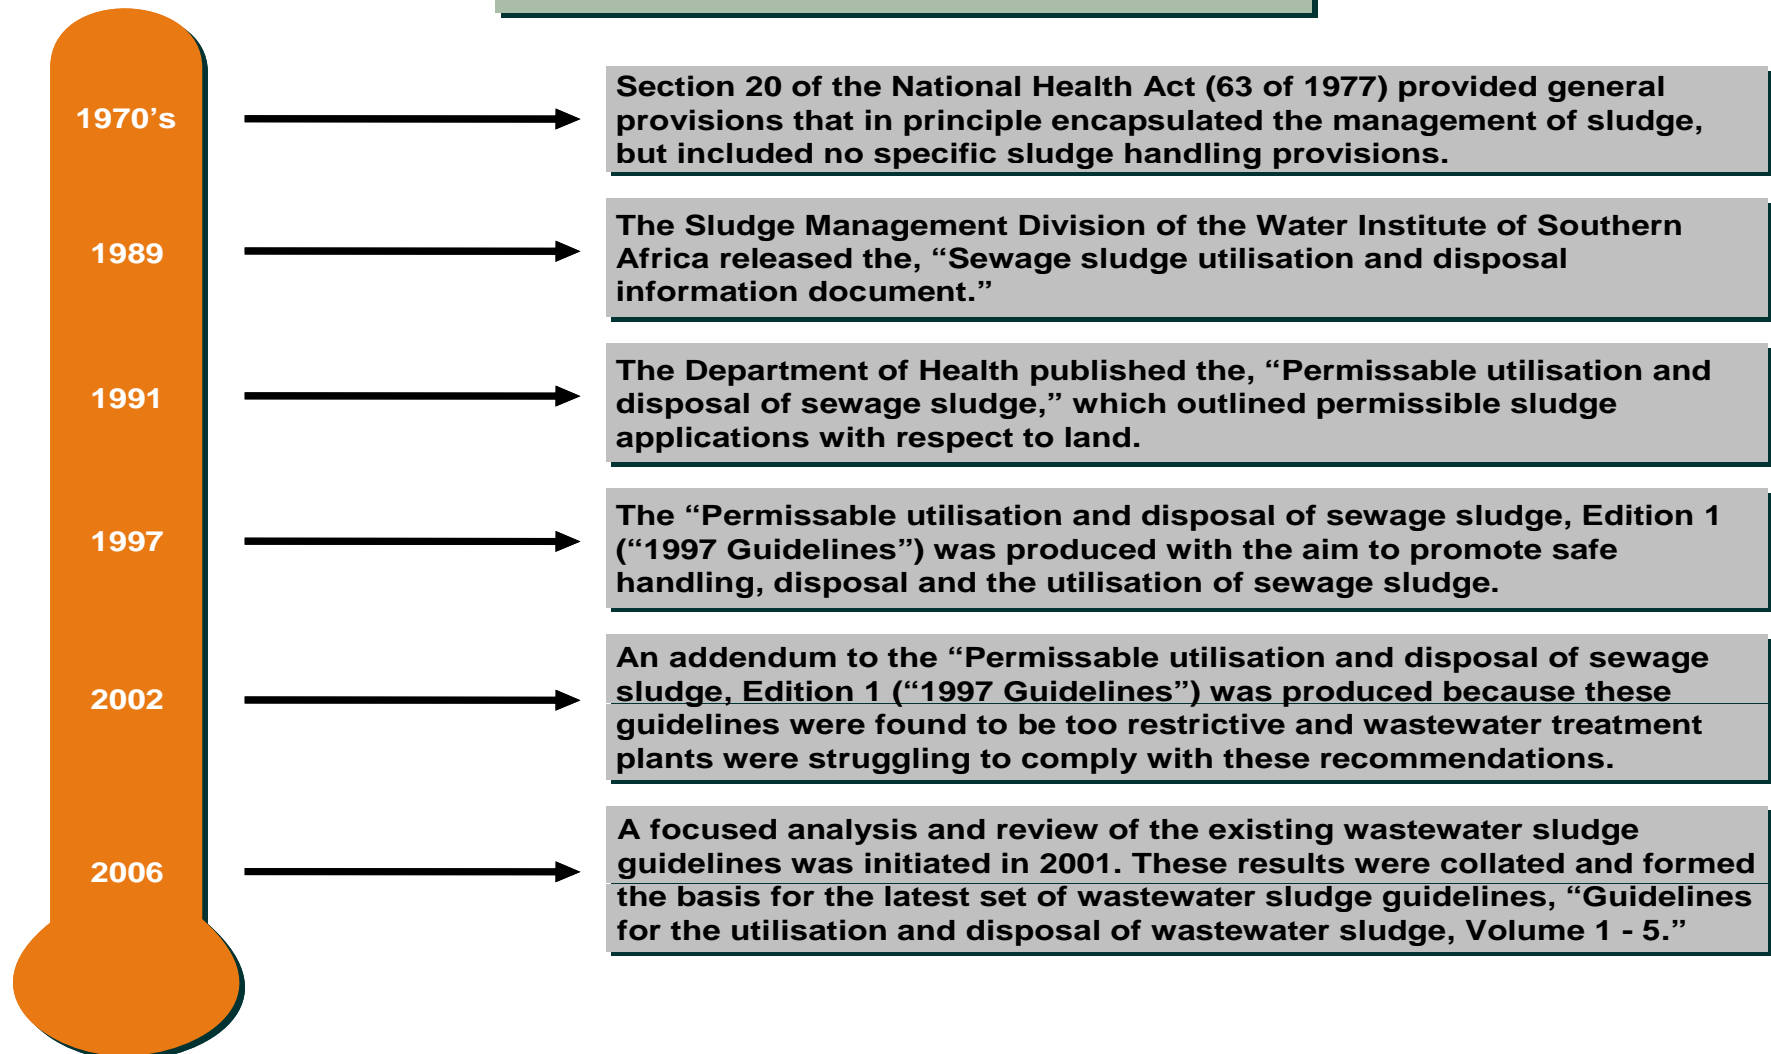 1970’s
Section 20 of the National Health Act (63 of 1977) provided general
provisions that in principle encapsulated the management of sludge,
but included no specific sludge handling provisions.
1989
The Sludge Management Division of the Water Institute of Southern
Africa released the, “Sewage sludge utilisation and disposal
information document.”
1991
The Department of Health published the, “Permissable utilisation and
disposal of sewage sludge,” which outlined permissible sludge
applications with respect to land.
1997
The “Permissable utilisation and disposal of sewage sludge, Edition 1
(“1997 Guidelines”) was produced with the aim to promote safe
handling, disposal and the utilisation of sewage sludge.
2002
An addendum to the “Permissable utilisation and disposal of sewage
sludge, Edition 1 (“1997 Guidelines”) was produced because these
guidelines were found to be too restrictive and wastewater treatment
plants were struggling to comply with these recommendations.
2006
A focused analysis and review of the existing wastewater sludge
guidelines was initiated in 2001. These results were collated and formed
the basis for the latest set of wastewater sludge guidelines, “Guidelines
for the utilisation and disposal of wastewater sludge, Volume 1 - 5.”